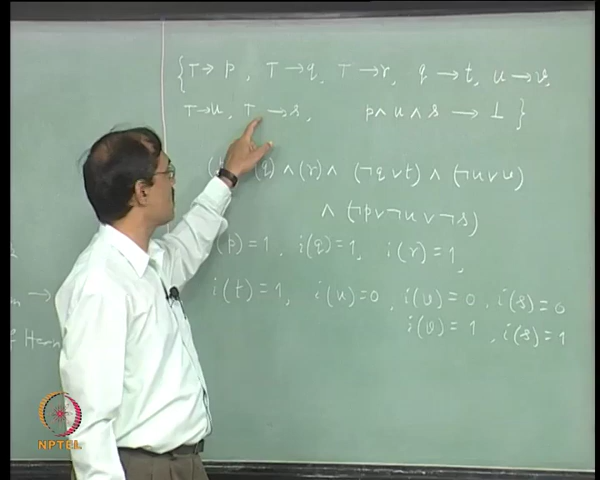 {⊤→ p, ⊤→q, ⊤→r, q→t, u→v,
⊤→u, ⊤→s, p∧u∧s → ⊥}
(q) ∧ (r) ∧ (¬q∨t) ∧ (¬u∨v)
∧ (¬p∨¬u∨¬s)
(p)=1, i(q)=1, i(r)=1,
i(t)=1, i(u)=0, i(v)=0, i(s)=0
i(v)=1, i(s)=1
→
NPTEL